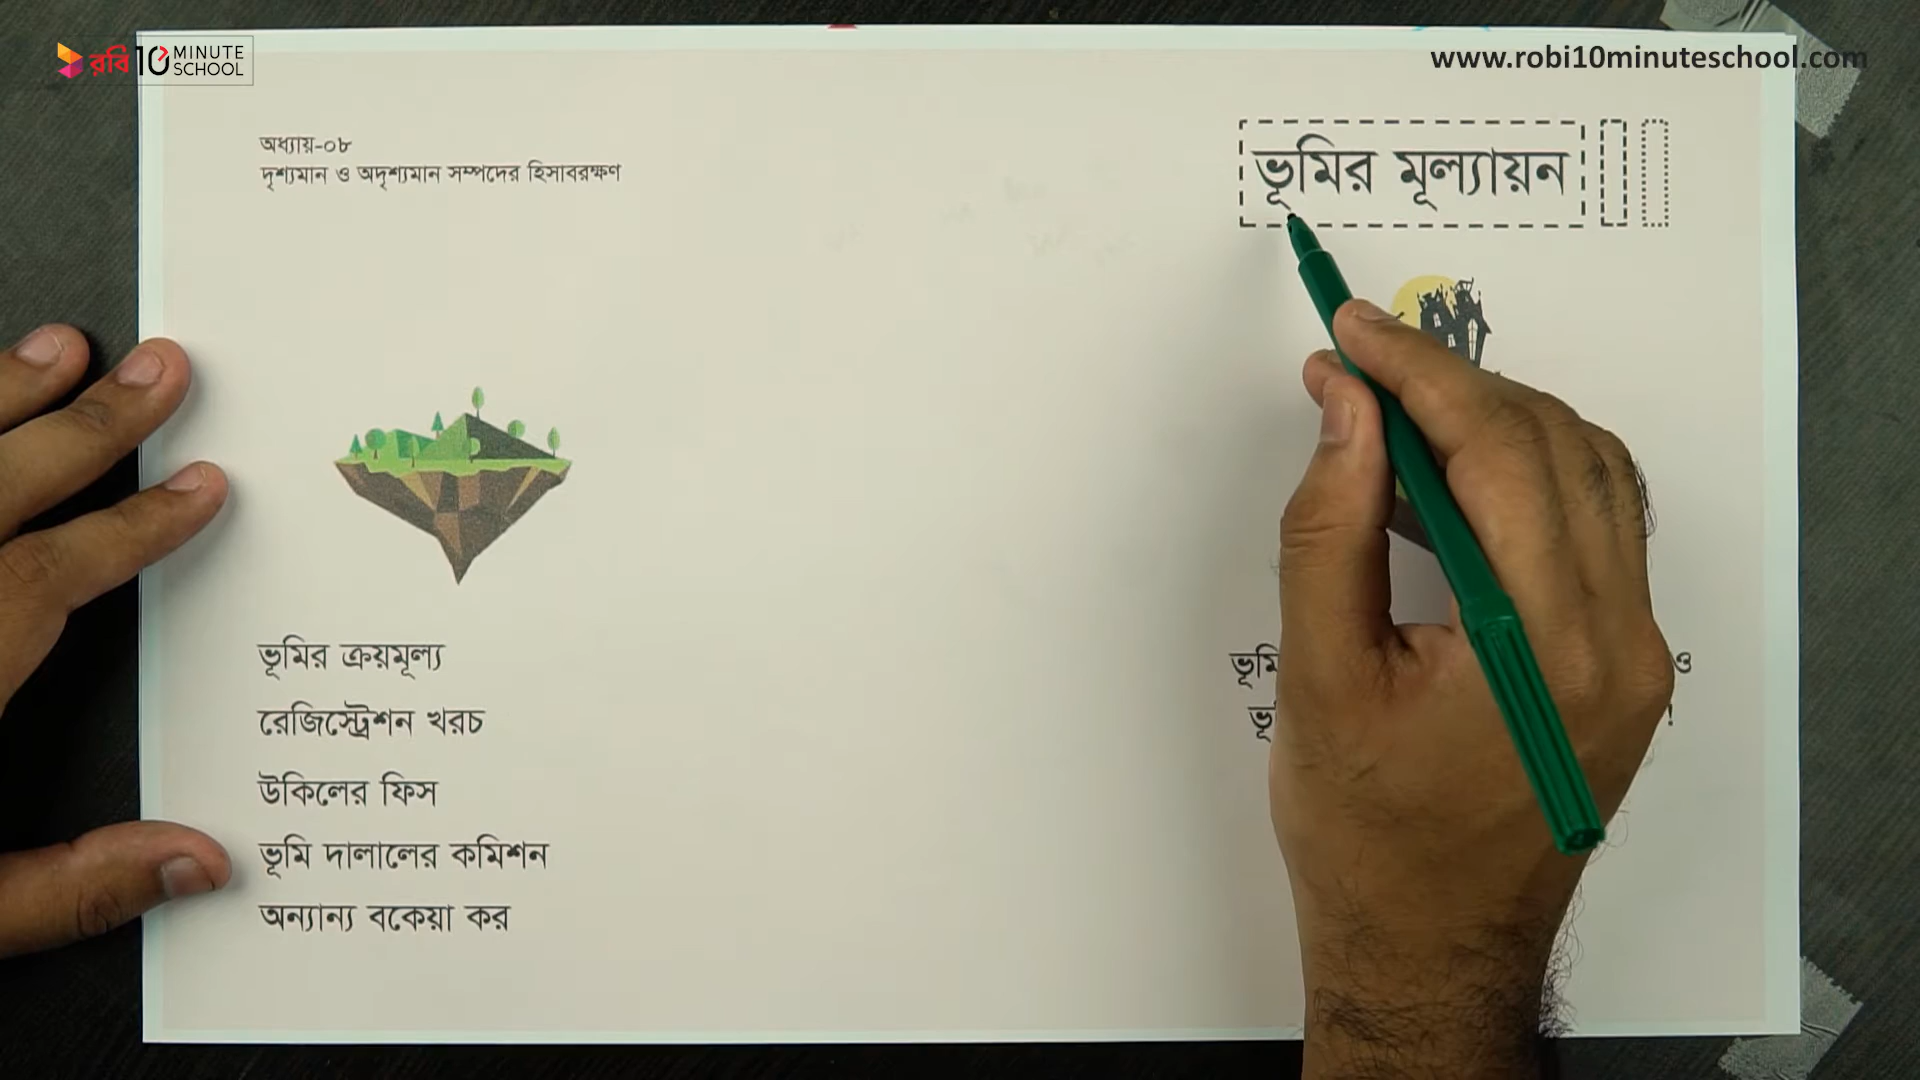 রবি 10 MINUTE SCHOOL
www.robi10minuteschool.com
অধ্যায়-০৮
দৃশ্যমান ও অদৃশ্যমান সম্পদের হিসাবরক্ষণ
ভূমির মূল্যায়ন
ভূমির ক্রয়মূল্য
রেজিস্ট্রেশন খরচ
উকিলের ফিস
ভূমি দালালের কমিশন
অন্যান্য বকেয়া কর
ও